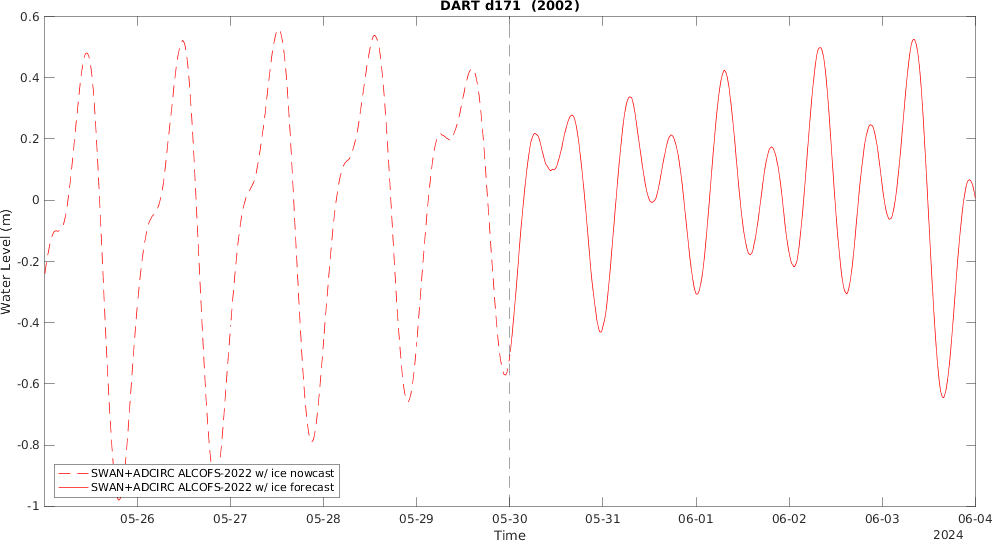 DART d171 (2002)
Water Level (m)
0.6
0.4
0.2
0
-0.2
-0.4
-0.6
-0.8
-1
SWAN+ADCIRC ALCOFS-2022 w/ ice nowcast
SWAN+ADCIRC ALCOFS-2022 w/ ice forecast
05-26 05-27 05-28 05-29 05-30 05-31 06-01 06-02 06-03 06-04
Time
2024